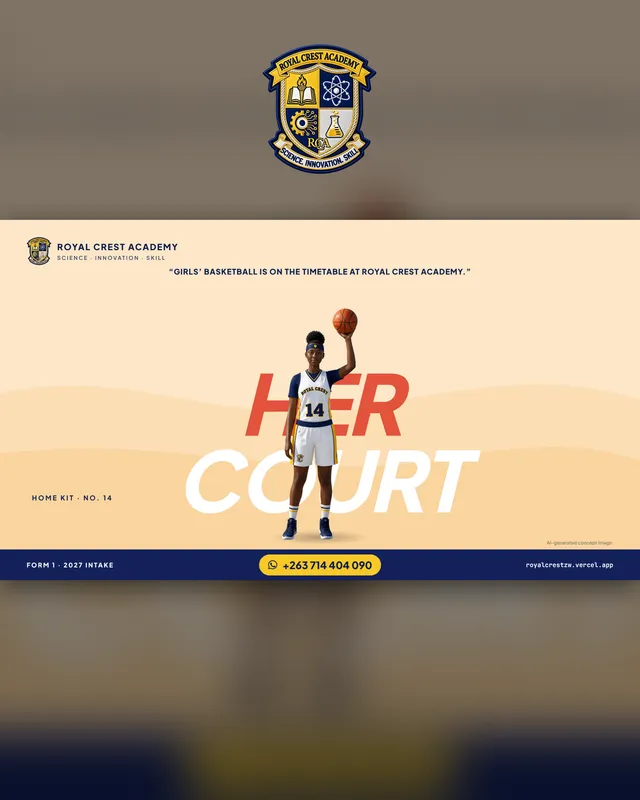 ROYAL CREST ACADEMY
RCA
SCIENCE. INNOVATION. SKILL
ROYAL CREST ACADEMY
SCIENCE · INNOVATION · SKILL
“GIRLS’ BASKETBALL IS ON THE TIMETABLE AT ROYAL CREST ACADEMY.”
HER
COURT
ROYAL CREST
14
HOME KIT · NO. 14
AI-generated concept image
FORM 1 · 2027 INTAKE
+263 714 404 090
royalcrestzw.vercel.app